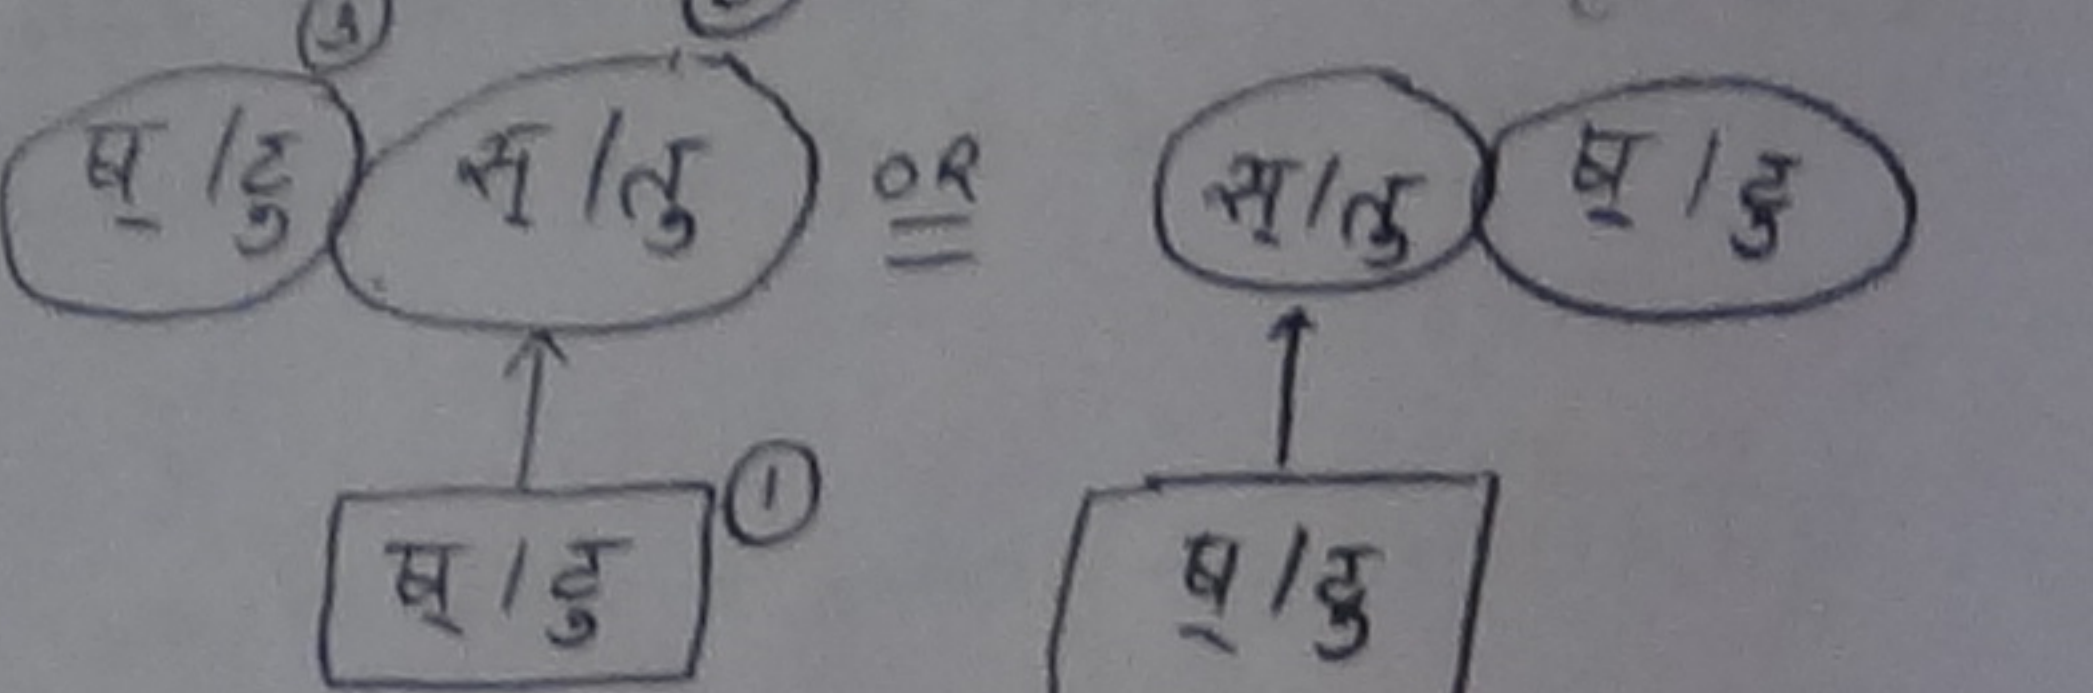 ष् / टु स् / तु OR स् / तु ष् / टु
ष् / टु 1 ष् / टु